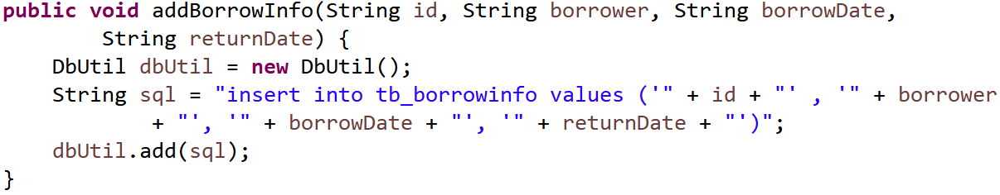 public void addBorrowInfo(String id, String borrower, String borrowDate,
        String returnDate) {
    DbUtil dbUtil = new DbUtil();
    String sql = "insert into tb_borrowinfo values ('" + id + "' , '" + borrower
            + "', '" + borrowDate + "', '" + returnDate + "')";
    dbUtil.add(sql);
}